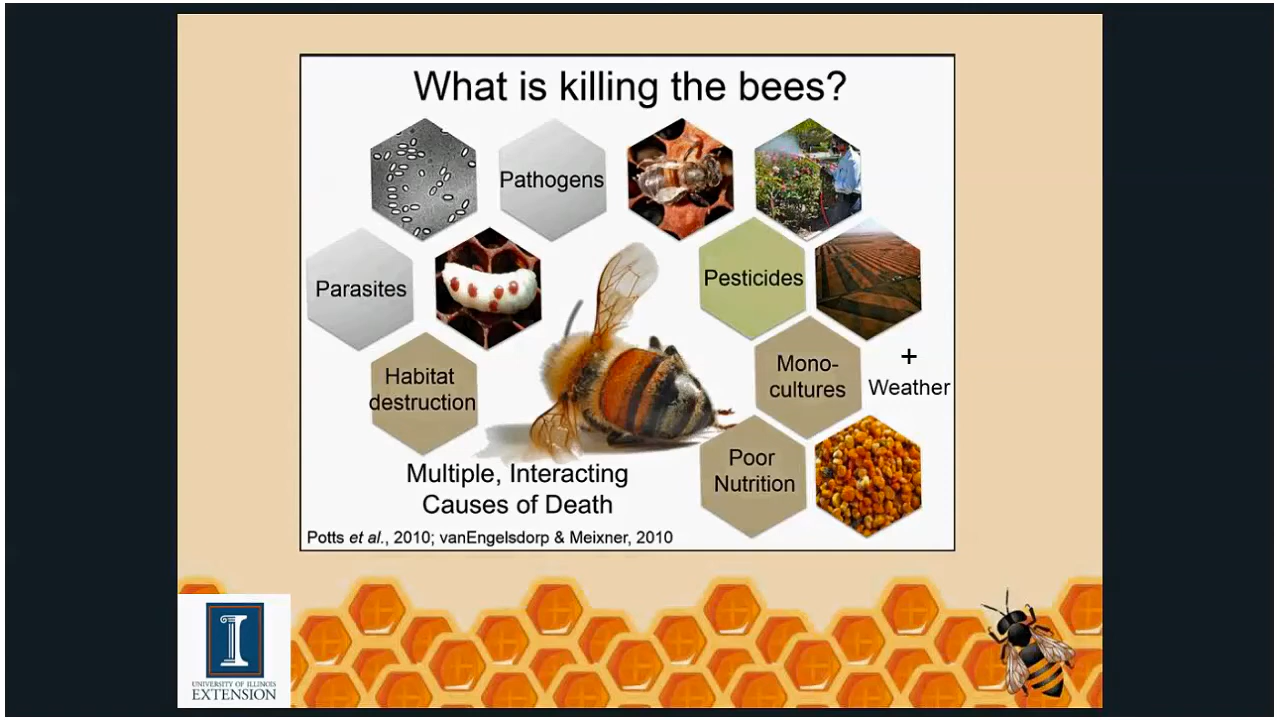 What is killing the bees?
Pathogens
Parasites
Pesticides
Habitat
destruction
Mono-
cultures
+
Weather
Poor
Nutrition
Multiple, Interacting
Causes of Death
Potts et al., 2010; vanEngelsdorp & Meixner, 2010
I
UNIVERSITY OF ILLINOIS
EXTENSION